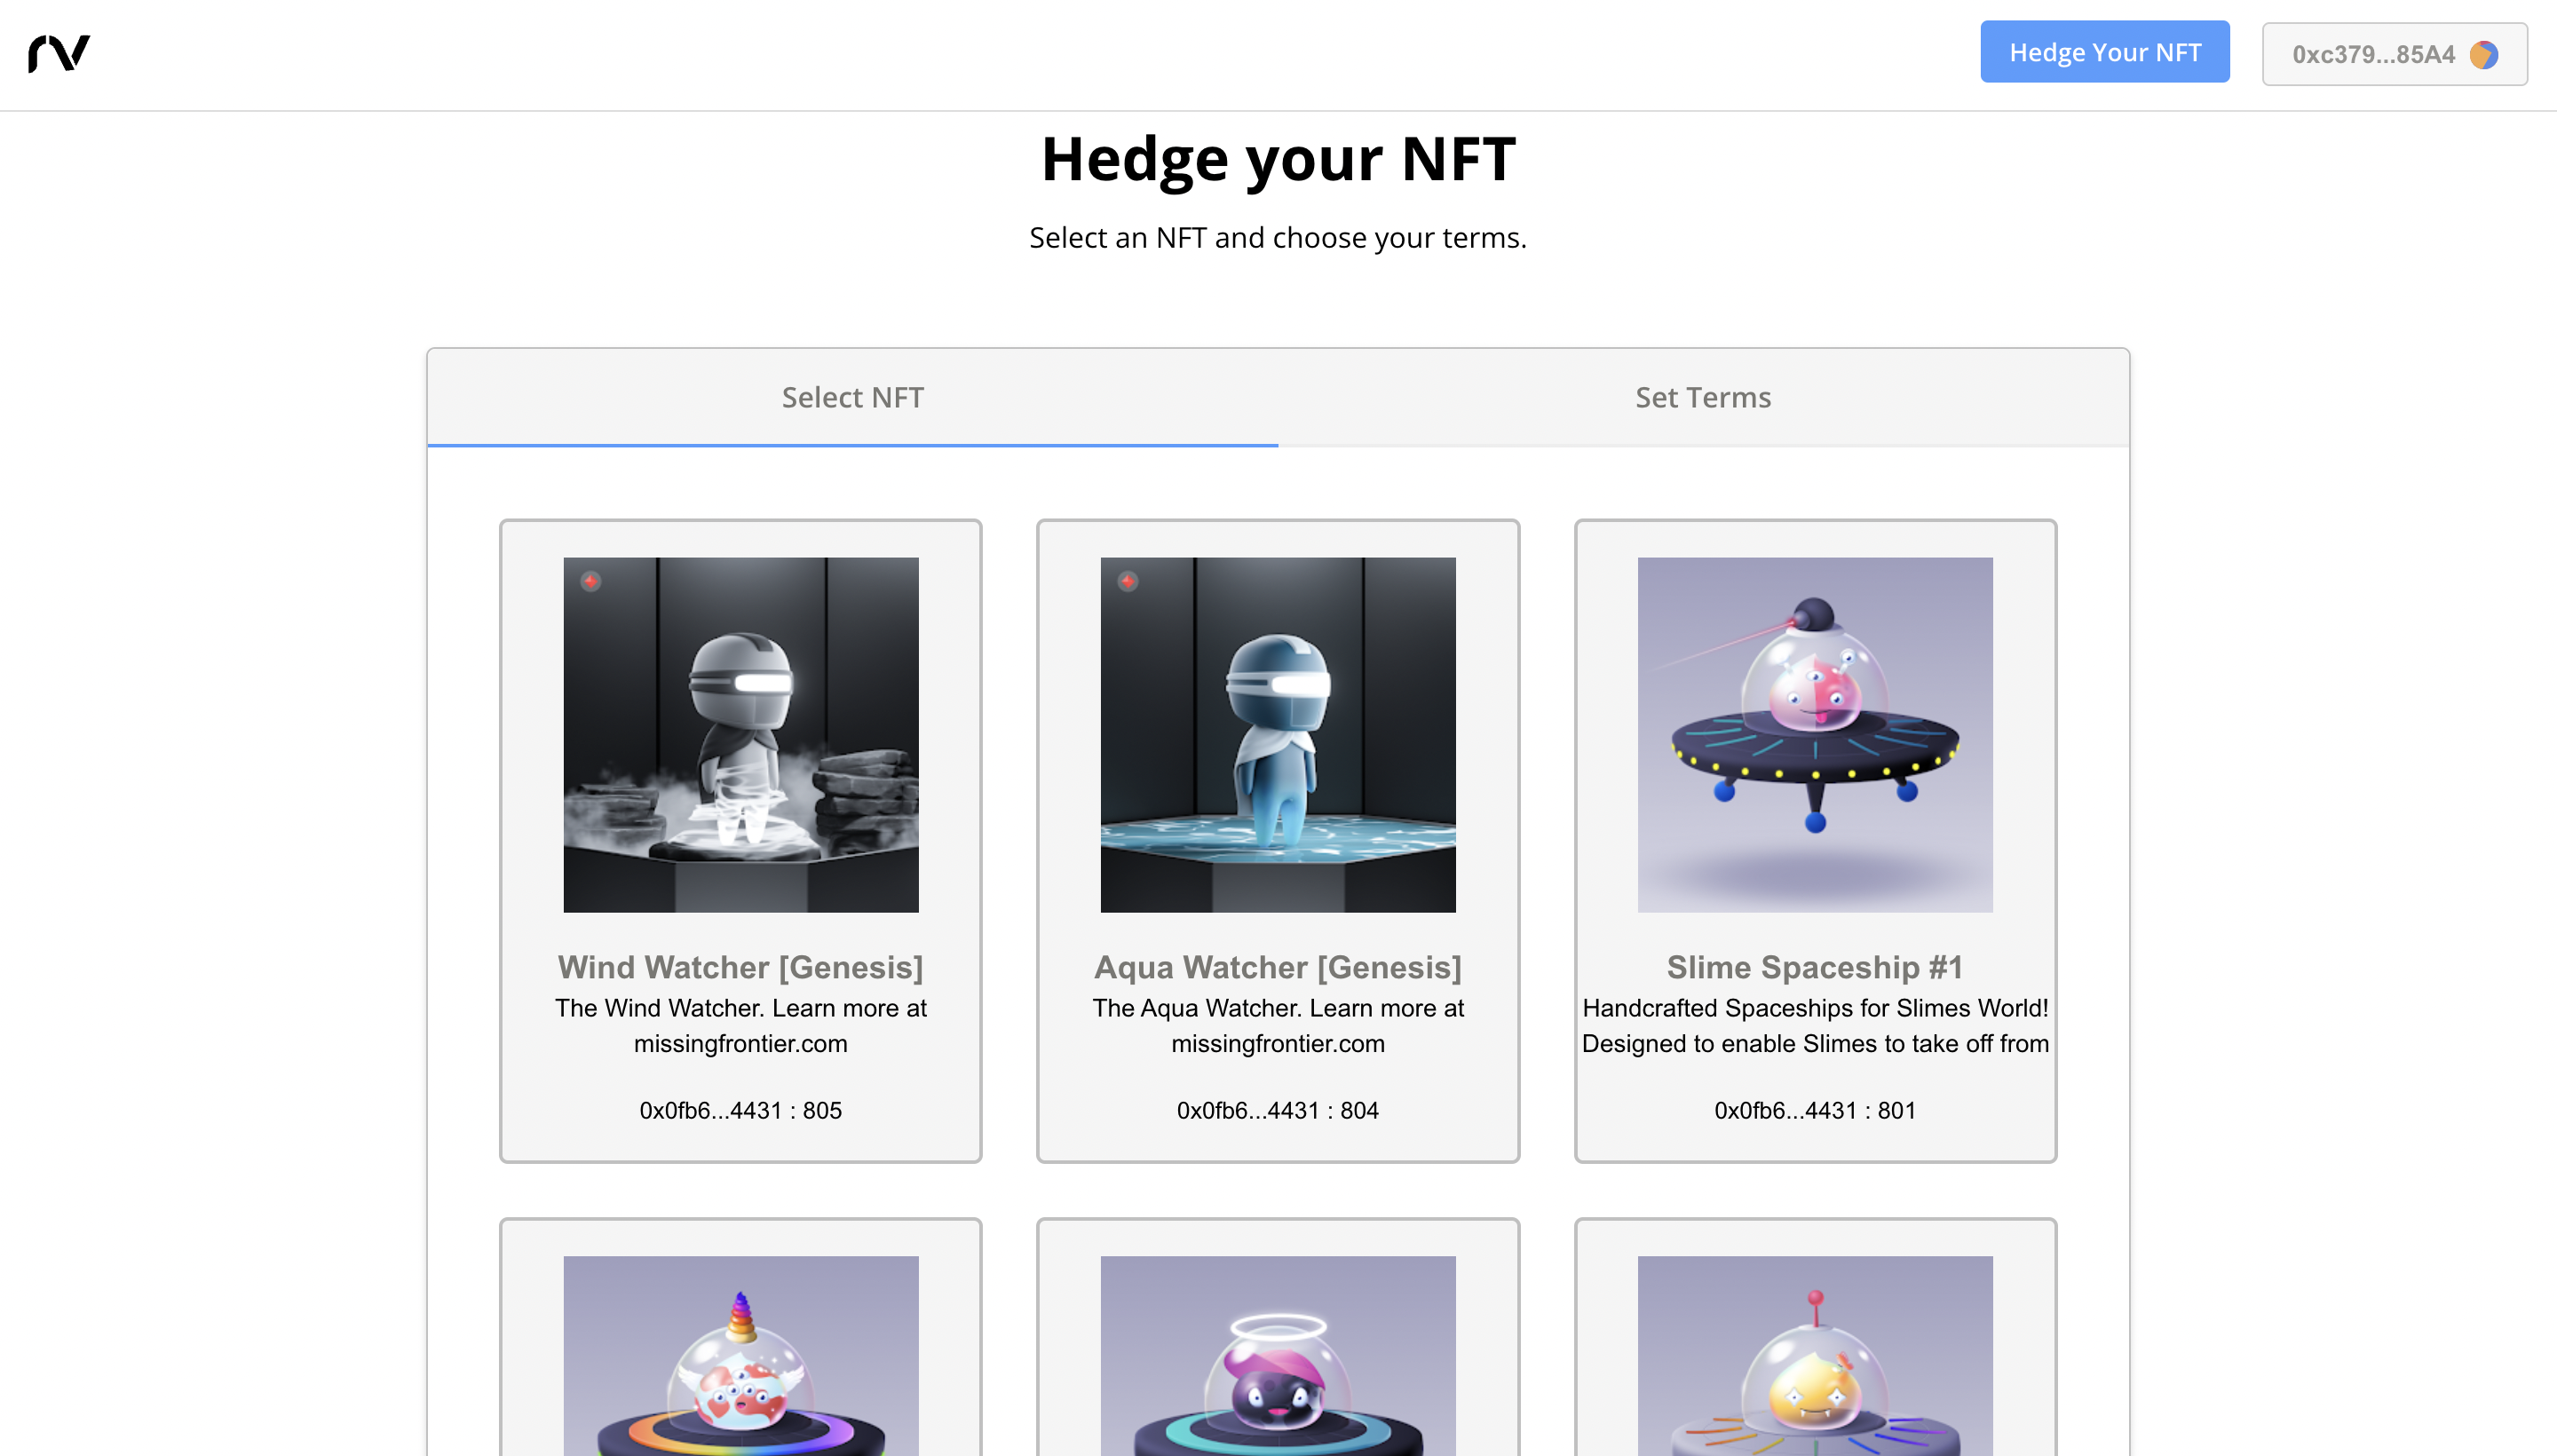 Hedge Your NFT
0xc379...85A4
Hedge your NFT
Select an NFT and choose your terms.
Select NFT
Set Terms
Wind Watcher [Genesis]
The Wind Watcher. Learn more at
missingfrontier.com
0x0fb6...4431 : 805
Aqua Watcher [Genesis]
The Aqua Watcher. Learn more at
missingfrontier.com
0x0fb6...4431 : 804
Slime Spaceship #1
Handcrafted Spaceships for Slimes World!
Designed to enable Slimes to take off from
0x0fb6...4431 : 801